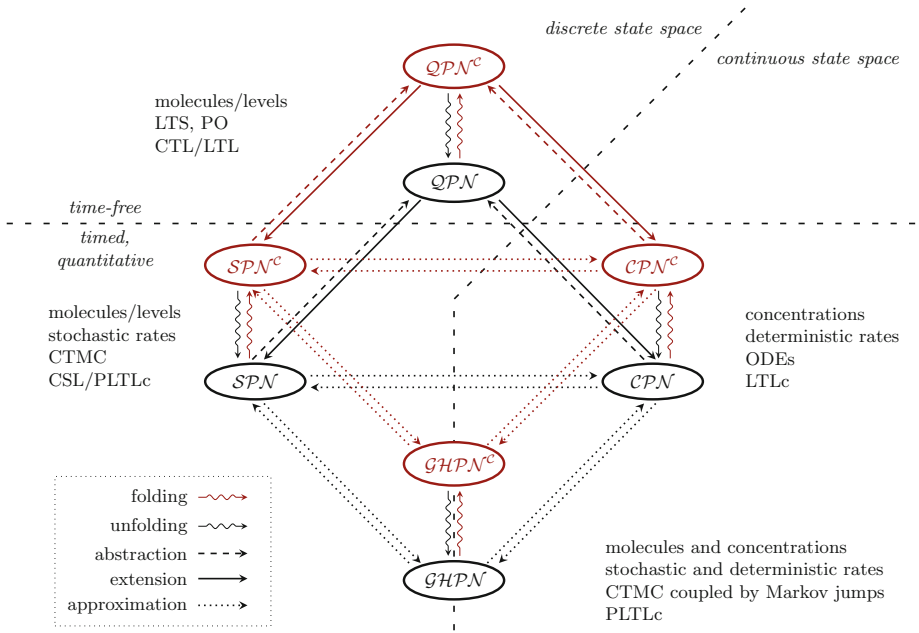 discrete state space
continuous state space
QPN^C
molecules/levels
LTS, PO
CTL/LTL
QPN
time-free
timed,
quantitative
SPN^C
CPN^C
molecules/levels
stochastic rates
CTMC
CSL/PLTLc
concentrations
deterministic rates
ODEs
LTLc
SPN
CPN
GHPN^C
folding
unfolding
abstraction
extension
approximation
GHPN
molecules and concentrations
stochastic and deterministic rates
CTMC coupled by Markov jumps
PLTLc